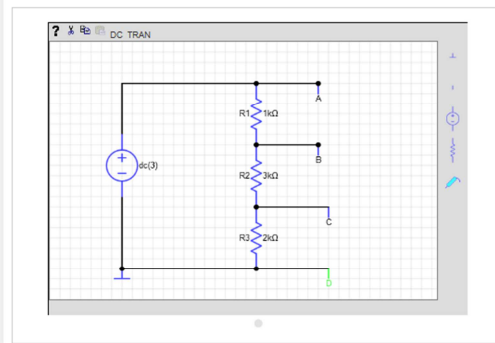 ? DC TRAN
A
R1 1kΩ
B
dc(3)
R2 3kΩ
C
R3 2kΩ
D